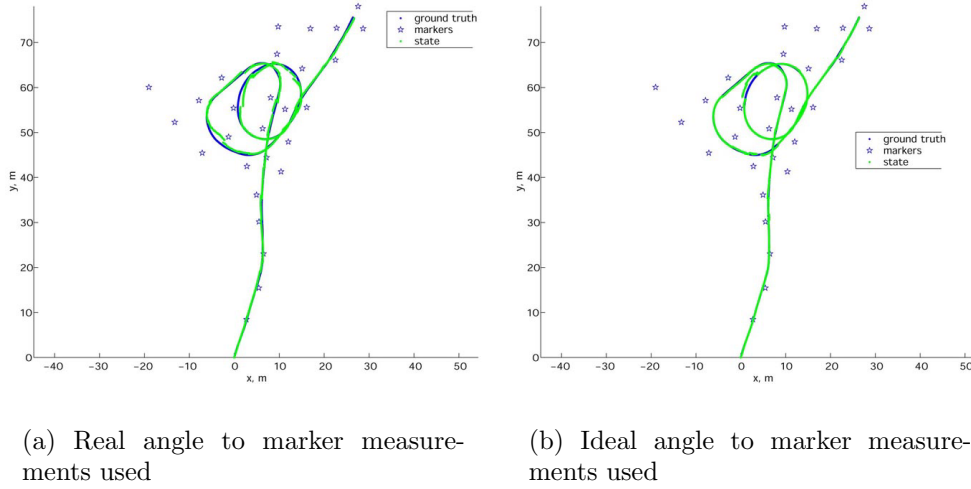 ground truth
markers
state
70
60
50
40
30
20
10
0
y, m
−40 −30 −20 −10 0 10 20 30 40 50
x, m
(a) Real angle to marker measure-
ments used
ground truth
markers
state
70
60
50
40
30
20
10
0
y, m
−40 −30 −20 −10 0 10 20 30 40 50
x, m
(b) Ideal angle to marker measure-
ments used